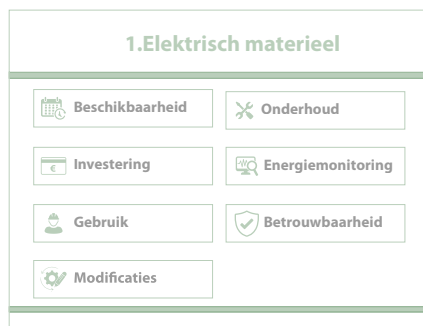 1.Elektrisch materieel
Beschikbaarheid
Onderhoud
Investering
Energiemonitoring
Gebruik
Betrouwbaarheid
Modificaties